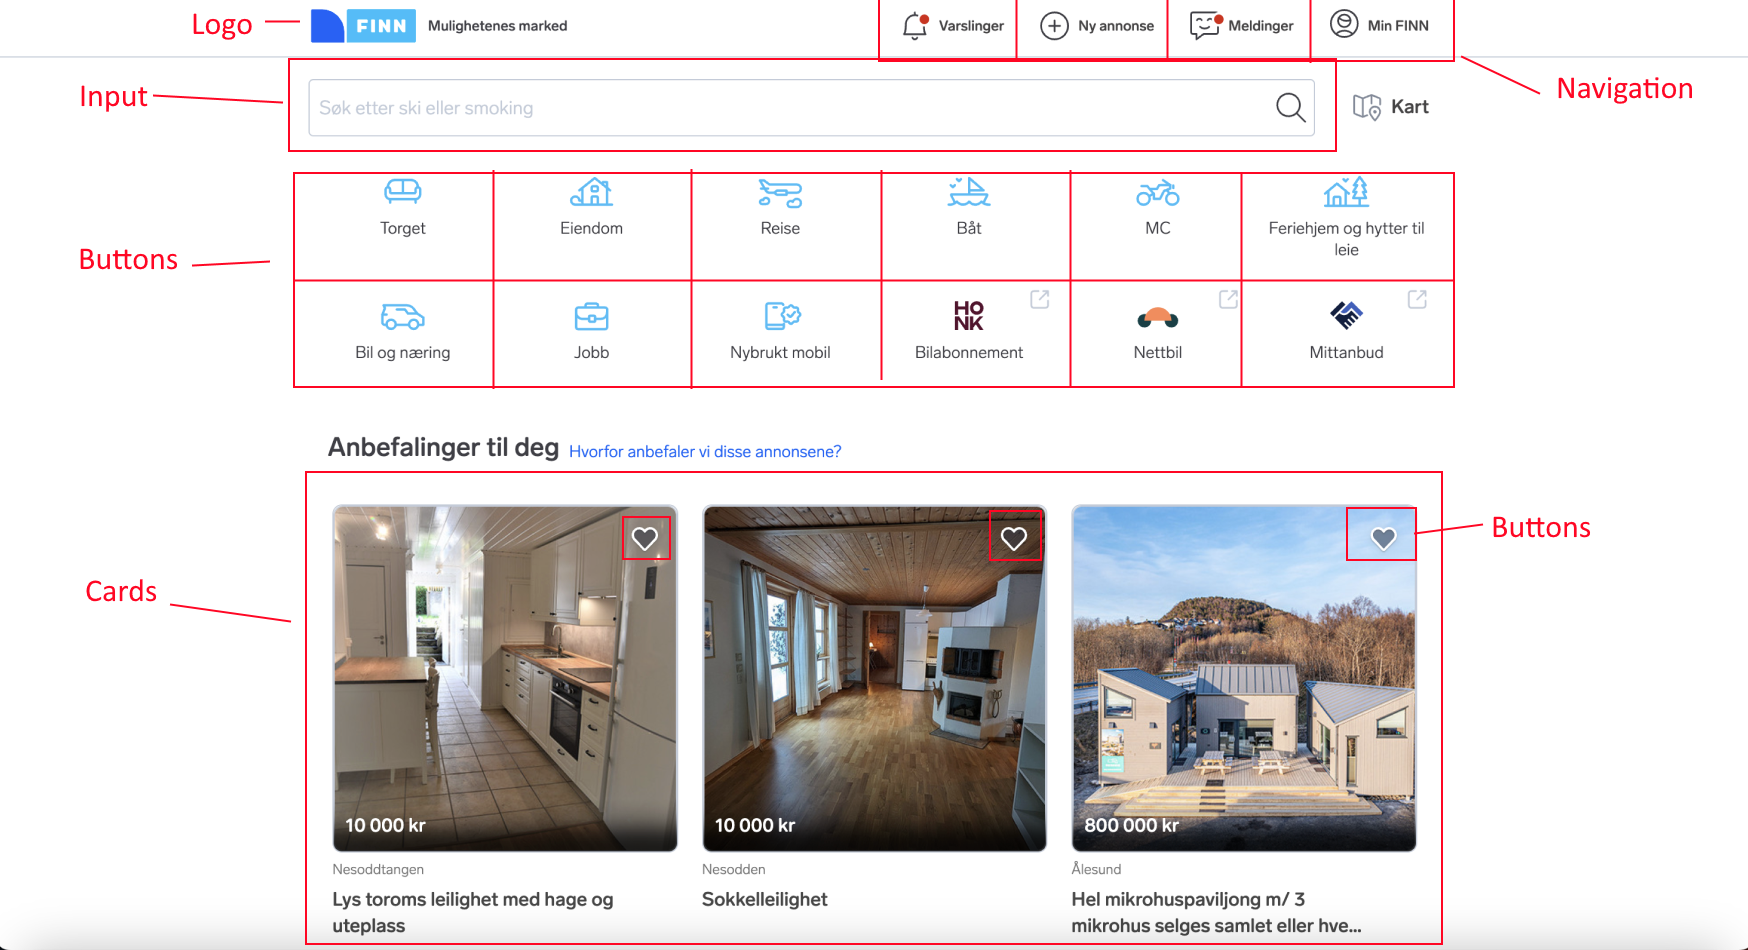 Logo
FINN
Mulighetenes marked
Varslinger
Ny annonse
Meldinger
Min FINN
Navigation
Input
Søk etter ski eller smoking
Kart
Buttons
Torget
Eiendom
Reise
Båt
MC
Feriehjem og hytter til
leie
Bil og næring
Jobb
Nybrukt mobil
HONK
Bilabonnement
Nettbil
Mittanbud
Anbefalinger til deg
Hvorfor anbefaler vi disse annonsene?
Cards
Buttons
10 000 kr
10 000 kr
800 000 kr
Nesoddtangen
Lys toroms leilighet med hage og
uteplass
Nesodden
Sokkelleilighet
Ålesund
Hel mikrohuspaviljong m/ 3
mikrohus selges samlet eller hve...